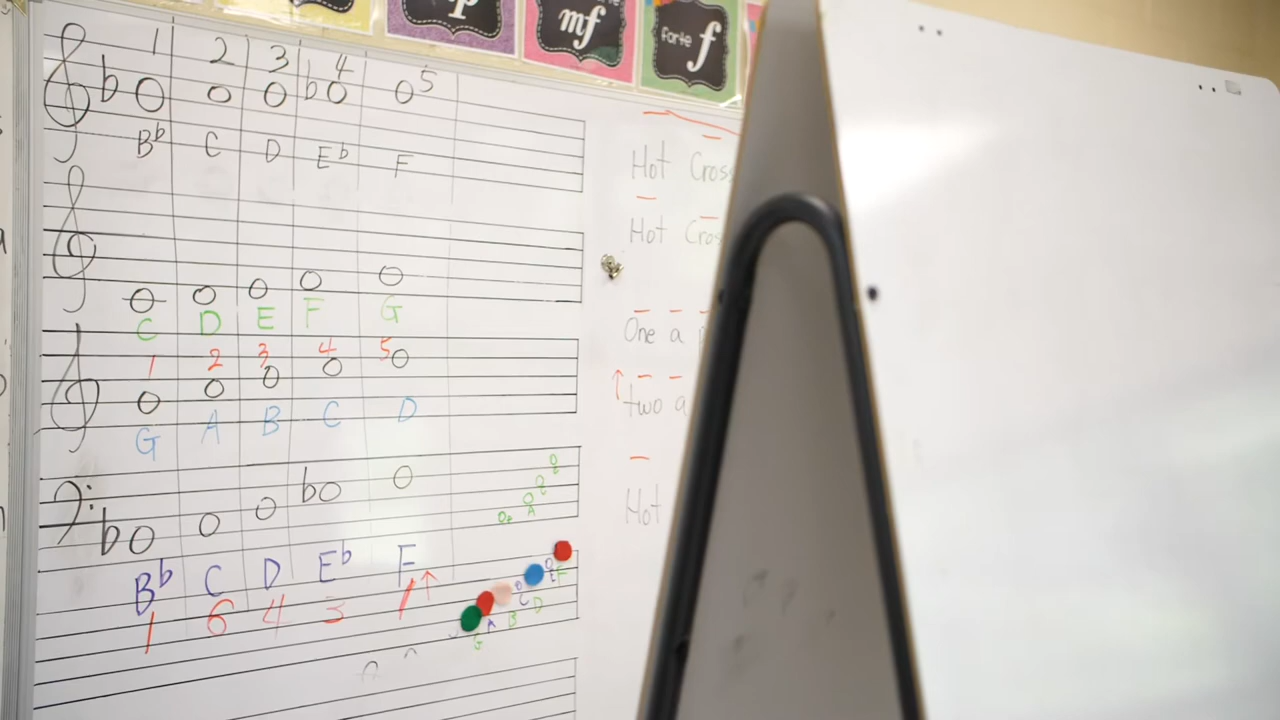 p
mf
forte f
1 2 3 4 5
♭ ♭
B♭ C D E♭ F
C D E F G
1 2 3 4 5
G A B C D
♭ ♭
B♭ C D E♭ F
1 6 4 3 1 ↑
A
G A B C D E F
Hot Cross
Hot Cross
One a
↑ two a
Hot